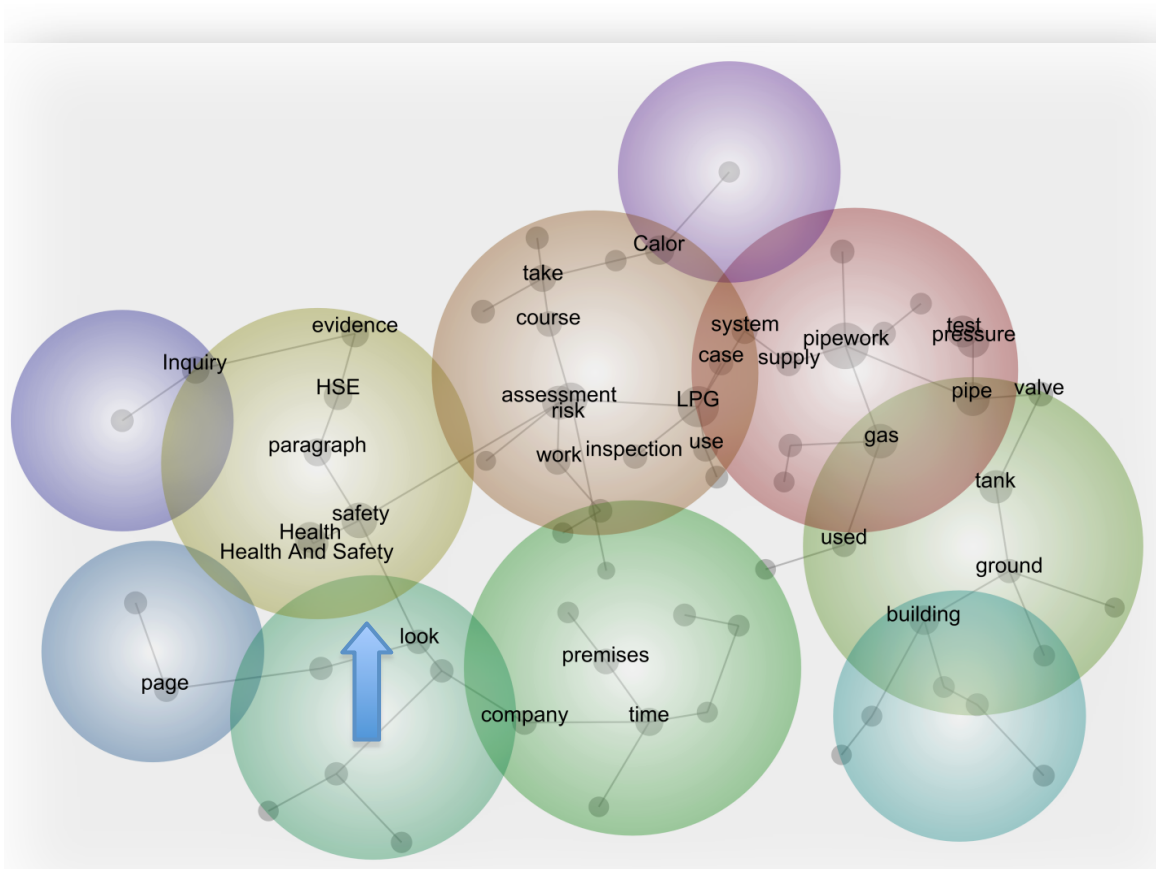 Calor
take
course
system
test
pressure
evidence
pipework
case
supply
Inquiry
HSE
assessment
risk
LPG
pipe
valve
paragraph
work
inspection
use
gas
tank
safety
Health
Health And Safety
used
ground
building
look
premises
page
company
time